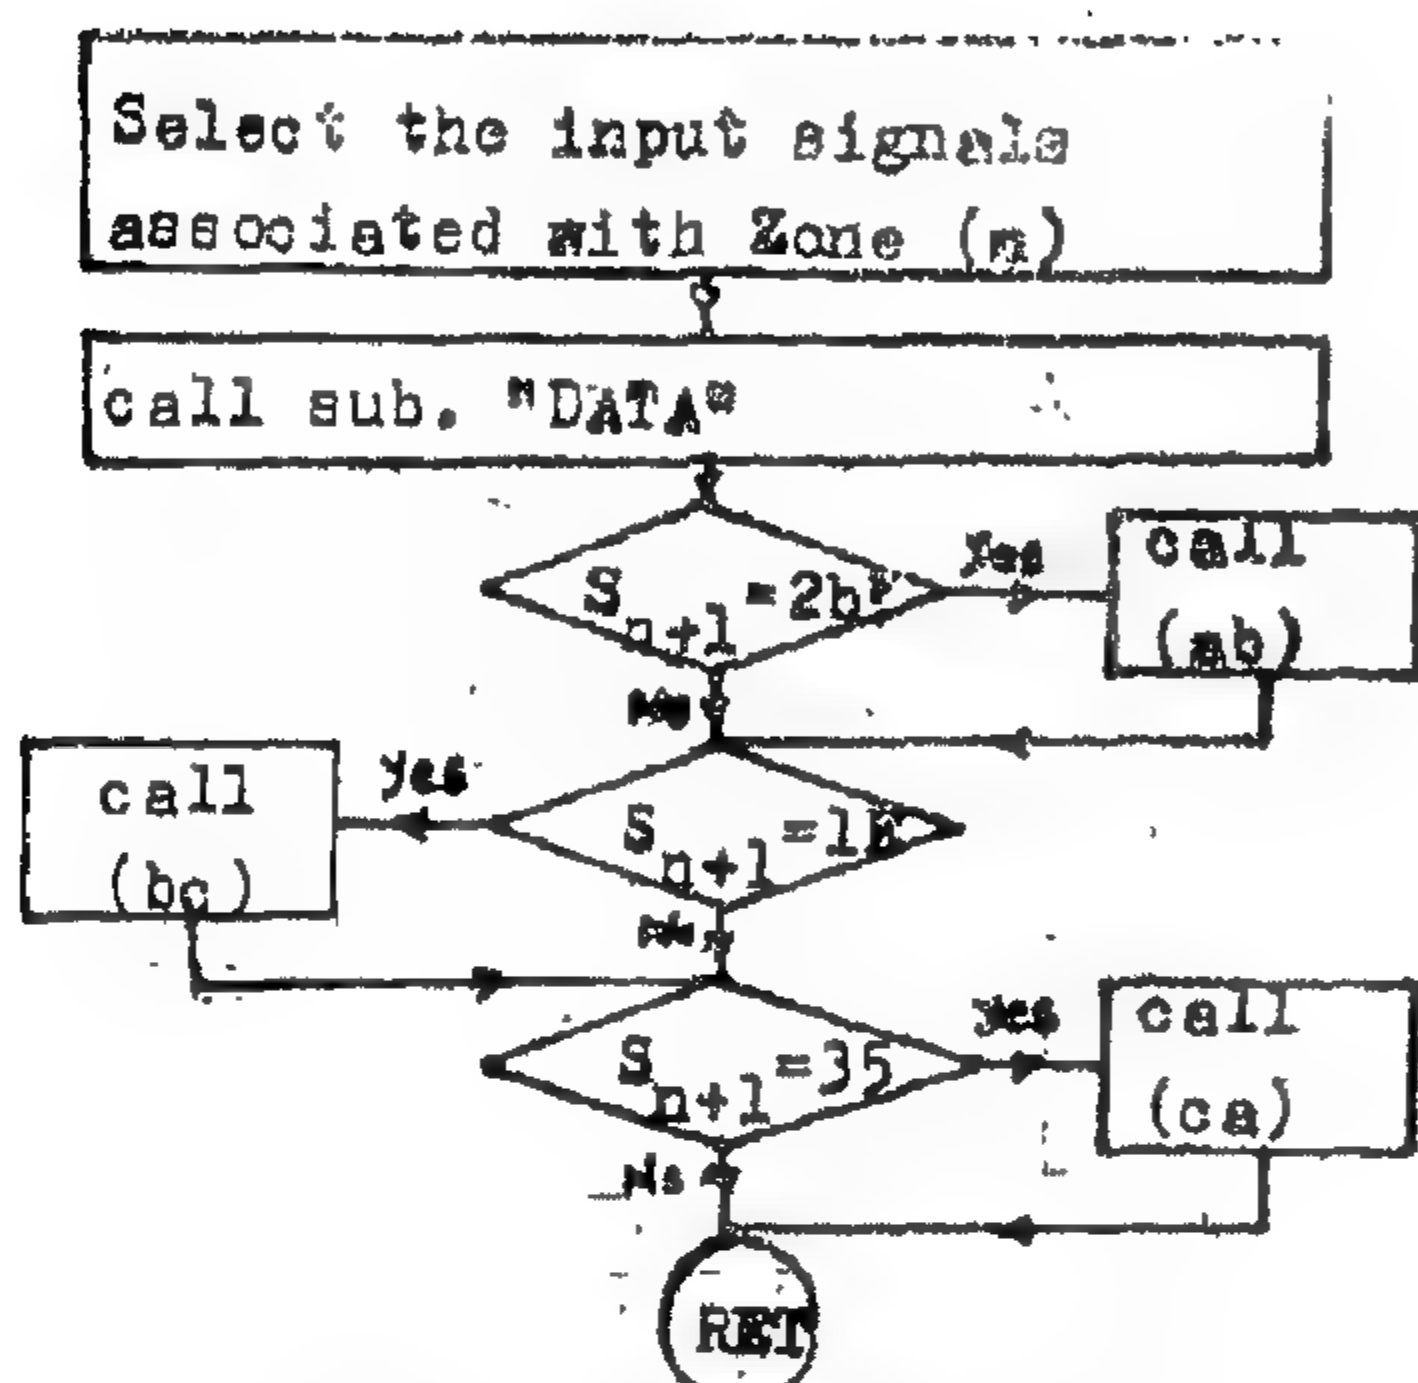 Select the input signals
associated with Zone (n)
call sub. "DATA"
S n+1 =2b
yes
call
(ab)
No
S n+1
yes
call
(bc)
No
S n+1 =35
yes
call
(ca)
No
RET